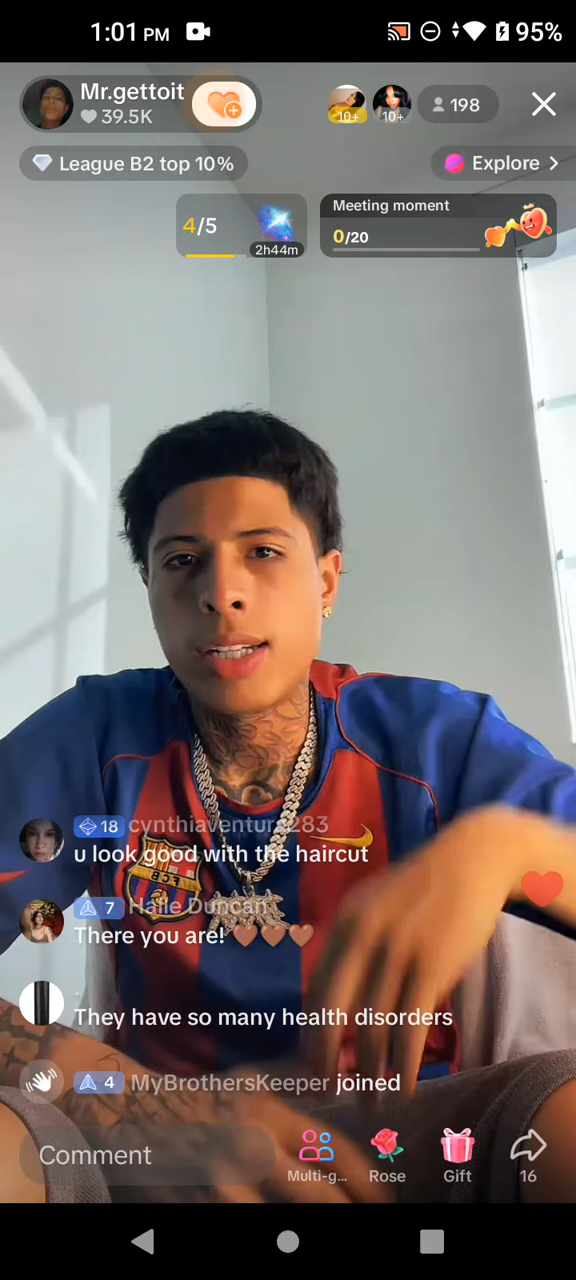 1:01 PM
95%
Mr.gettoit
39.5K
10+
10+
198
League B2 top 10%
Explore >
4/5
2h44m
Meeting moment
0/20
18 cynthiaventura283
u look good with the haircut
FCB
7 Halle Duncan
There you are! 🤎🤎🤎
They have so many health disorders
4 MyBrothersKeeper joined
Comment
Multi-g...
Rose
Gift
16